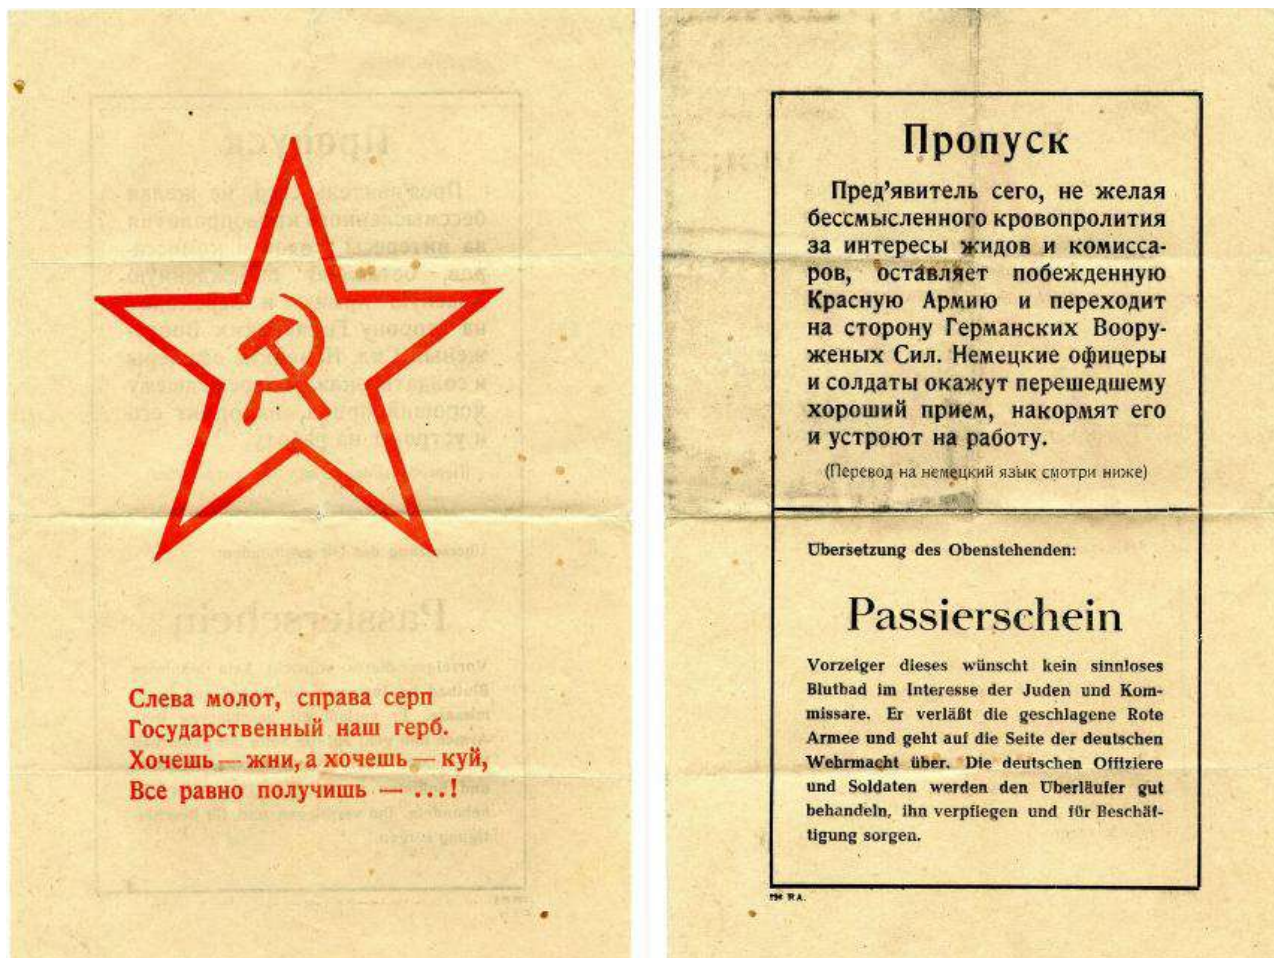 Слева молот, справа серп
Государственный наш герб.
Хочешь — жни, а хочешь — куй,
Все равно получишь — ...!
Пропуск
Пред’явитель сего, не желая
бессмысленного кровопролития
за интересы жидов и комисса-
ров, оставляет побежденную
Красную Армию и переходит
на сторону Германских Воору-
женых Сил. Немецкие офицеры
и солдаты окажут перешедшему
хороший прием, накормят его
и устроют на работу.
(Перевод на немецкий язык смотри ниже)
Übersetzung des Obenstehenden:
Passierschein
Vorzeiger dieses wünscht kein sinnloses
Blutbad im Interesse der Juden und Kom-
missare. Er verläßt die geschlagene Rote
Armee und geht auf die Seite der deutschen
Wehrmacht über. Die deutschen Offiziere
und Soldaten werden den Überläufer gut
behandeln, ihn verpflegen und für Beschäf-
tigung sorgen.
RA.